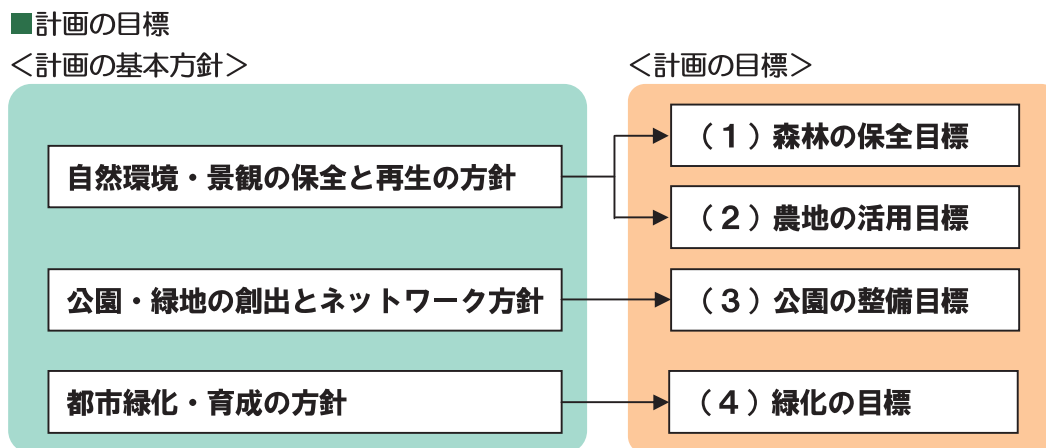 ■計画の目標
＜計画の基本方針＞
＜計画の目標＞
自然環境・景観の保全と再生の方針
公園・緑地の創出とネットワーク方針
都市緑化・育成の方針
（１）森林の保全目標
（２）農地の活用目標
（３）公園の整備目標
（４）緑化の目標